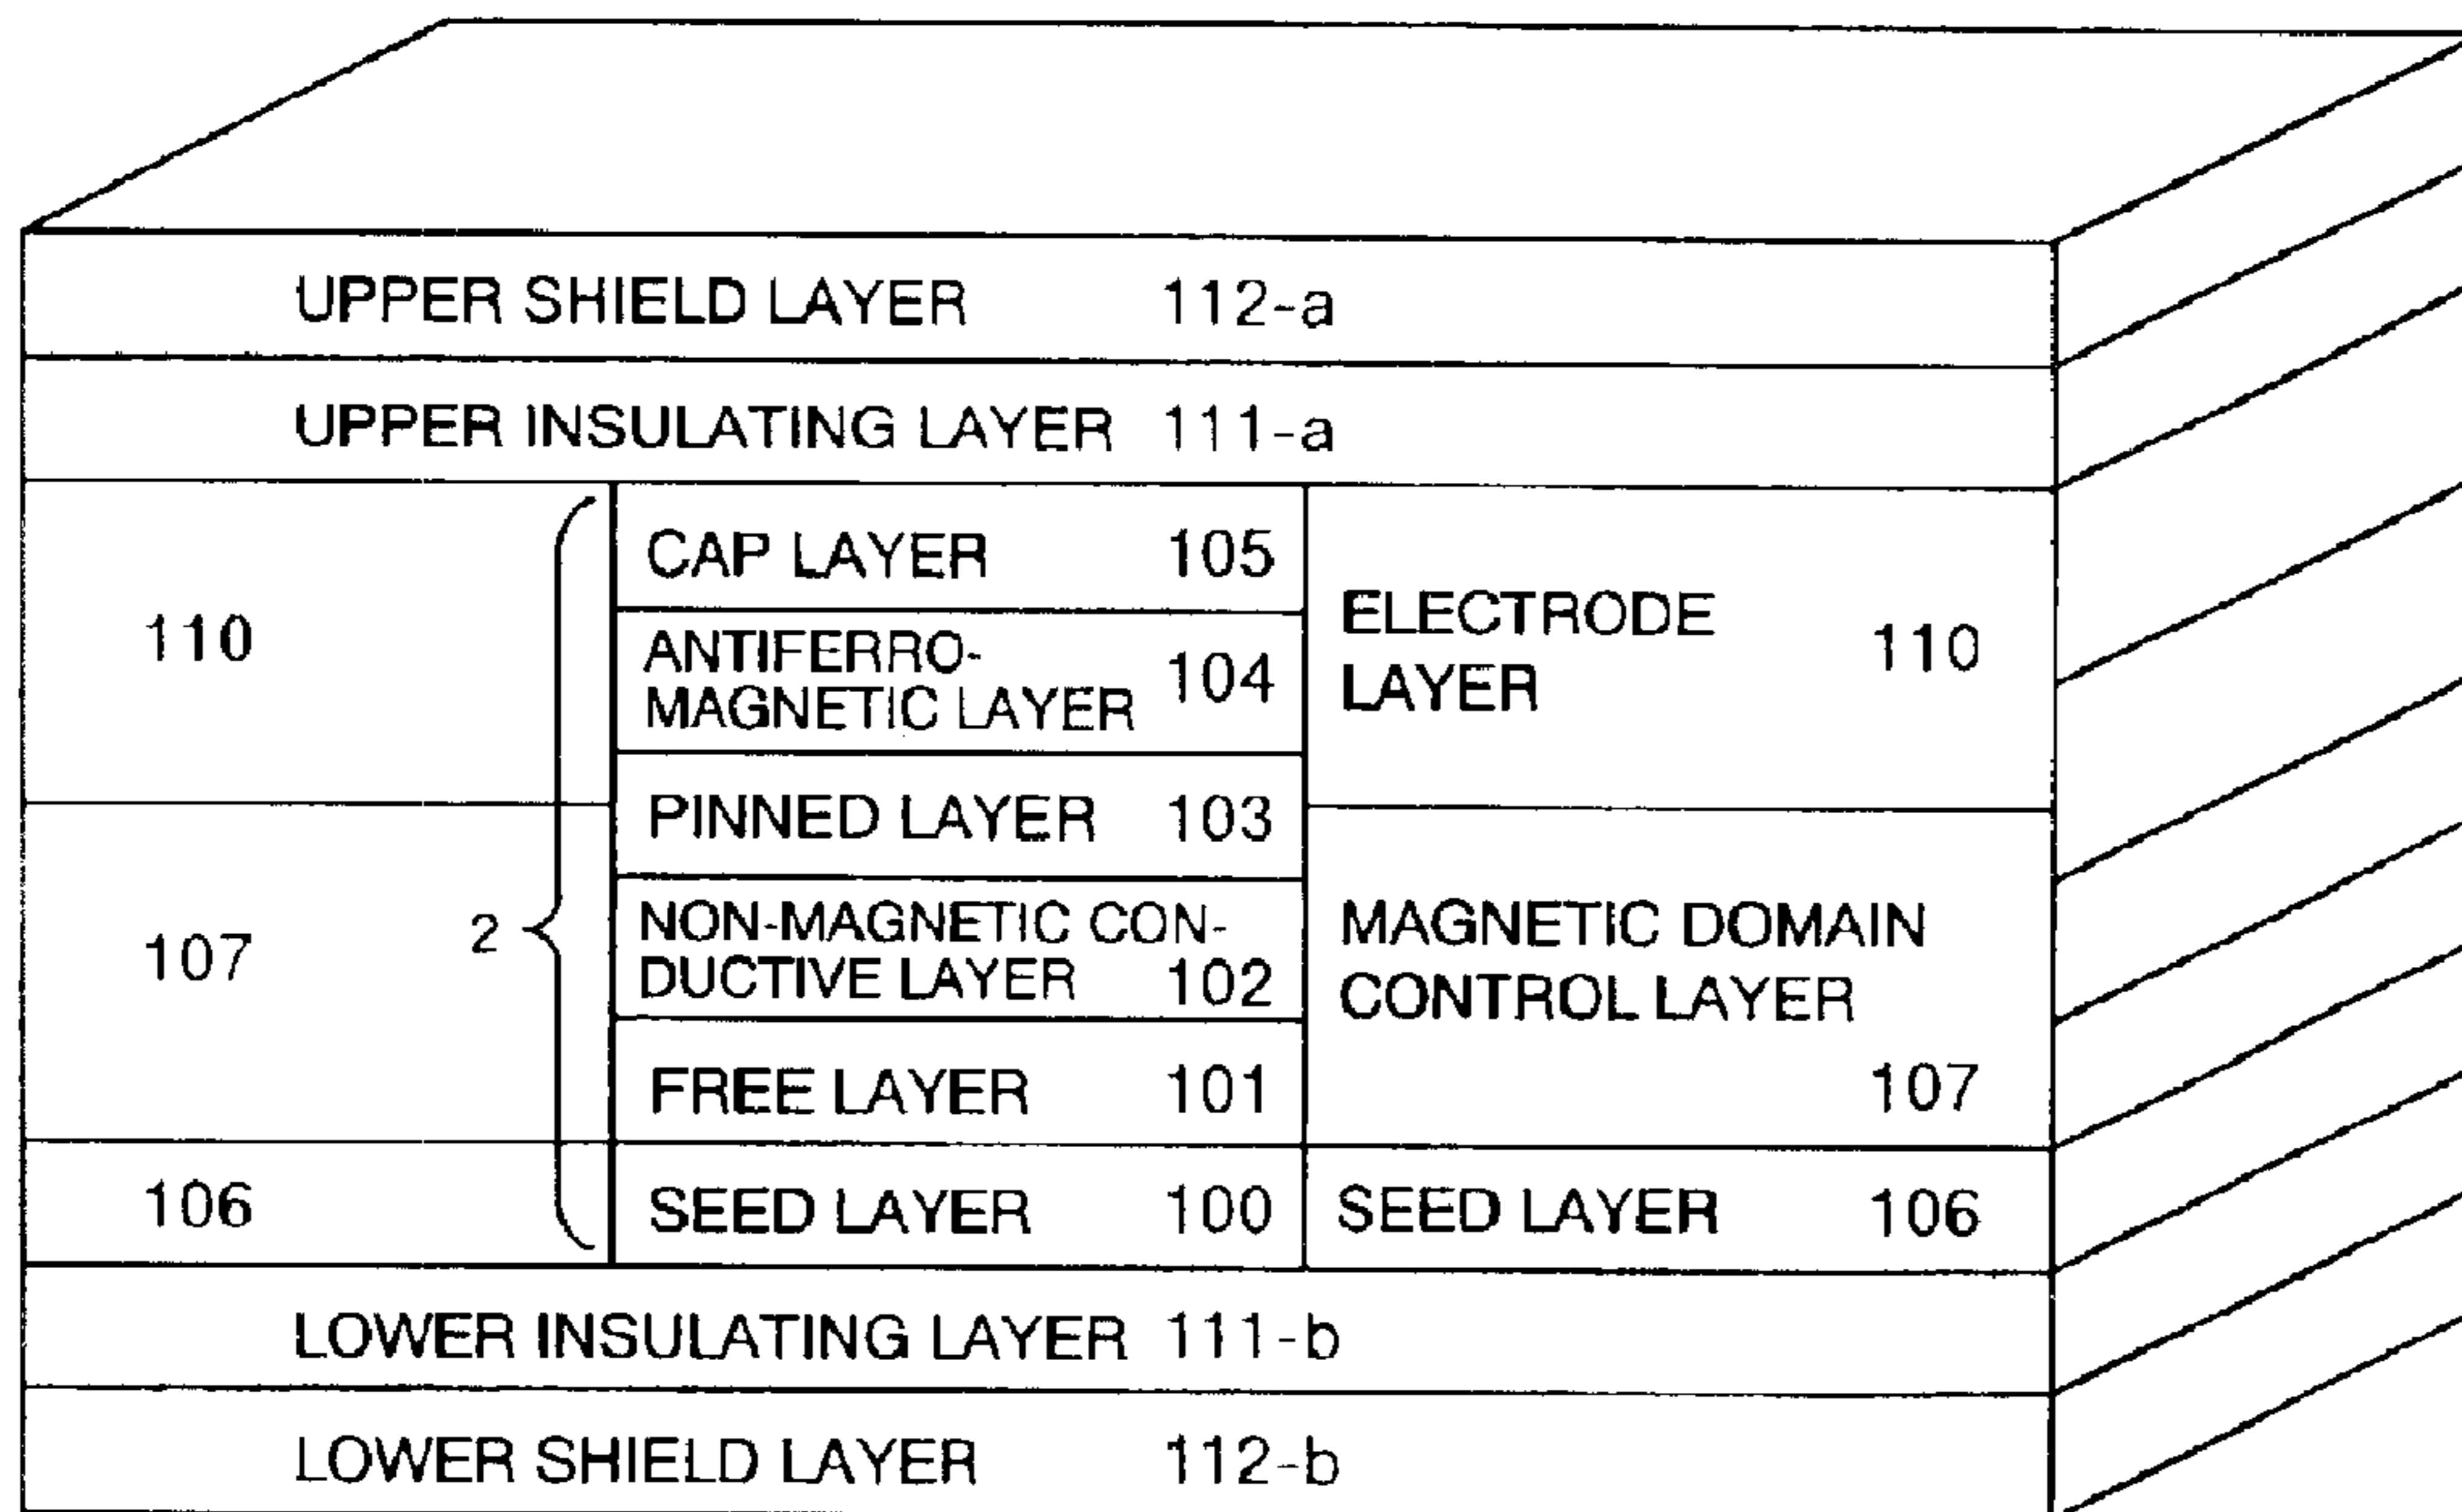 UPPER SHIELD LAYER 112-a
UPPER INSULATING LAYER 111-a
110
107
106
2
CAP LAYER 105
ANTIFERRO-
MAGNETIC LAYER 104
PINNED LAYER 103
NON-MAGNETIC CON-
DUCTIVE LAYER 102
FREE LAYER 101
SEED LAYER 100
ELECTRODE
LAYER 110
MAGNETIC DOMAIN
CONTROL LAYER
107
SEED LAYER 106
LOWER INSULATING LAYER 111-b
LOWER SHIELD LAYER 112-b